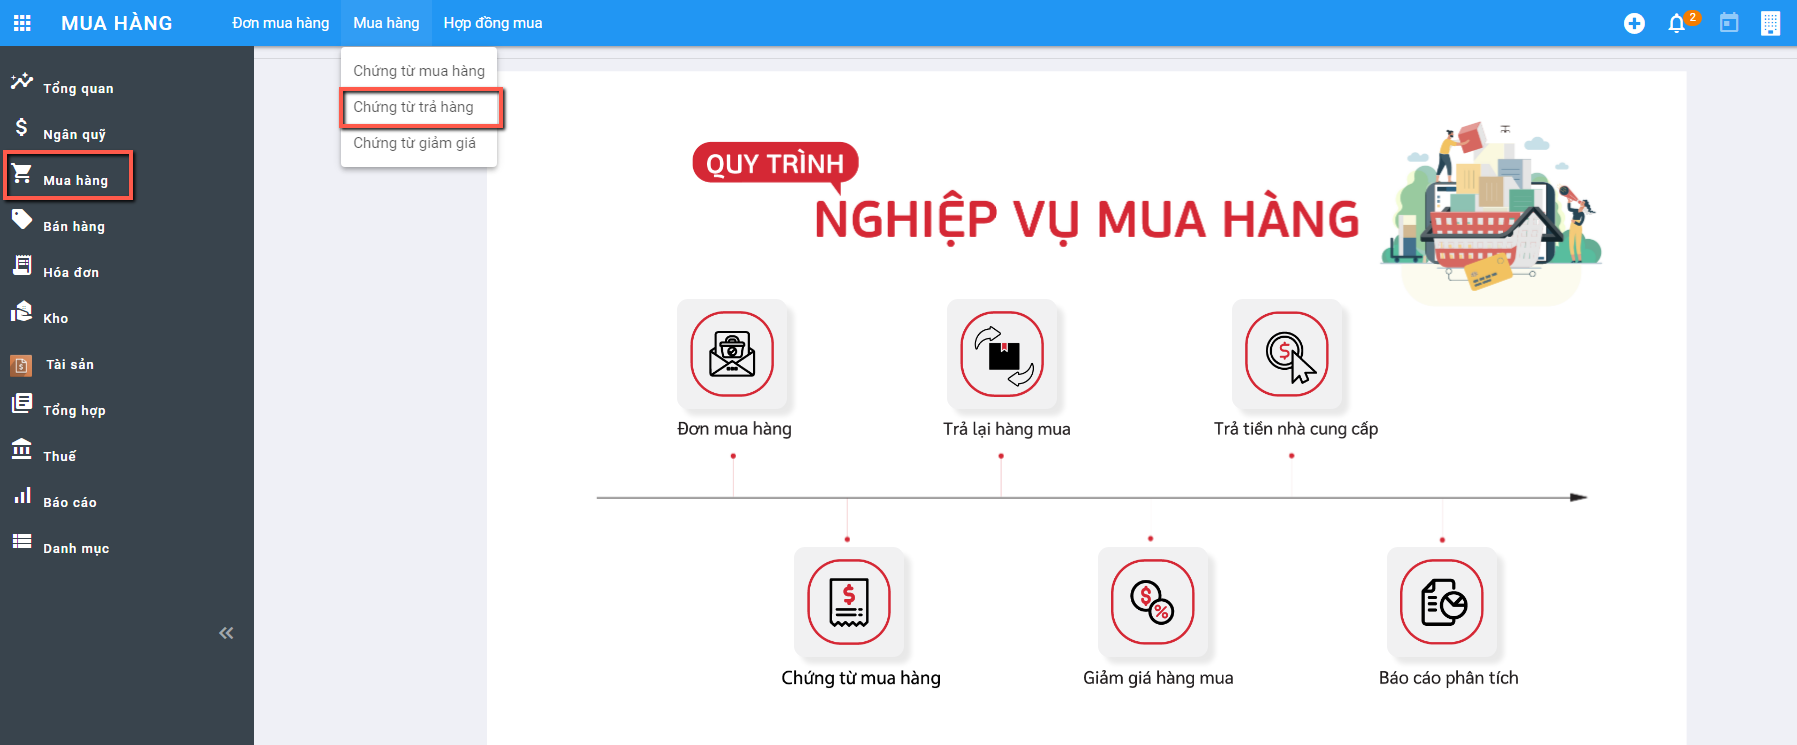 MUA HÀNG
Đơn mua hàng
Mua hàng
Hợp đồng mua
2
Chứng từ mua hàng
Chứng từ trả hàng
Chứng từ giảm giá
Tổng quan
Ngân quỹ
Mua hàng
Bán hàng
Hóa đơn
Kho
Tài sản
Tổng hợp
Thuế
Báo cáo
Danh mục
QUY TRÌNH
NGHIỆP VỤ MUA HÀNG
Đơn mua hàng
Trả lại hàng mua
Trả tiền nhà cung cấp
Chứng từ mua hàng
Giảm giá hàng mua
Báo cáo phân tích